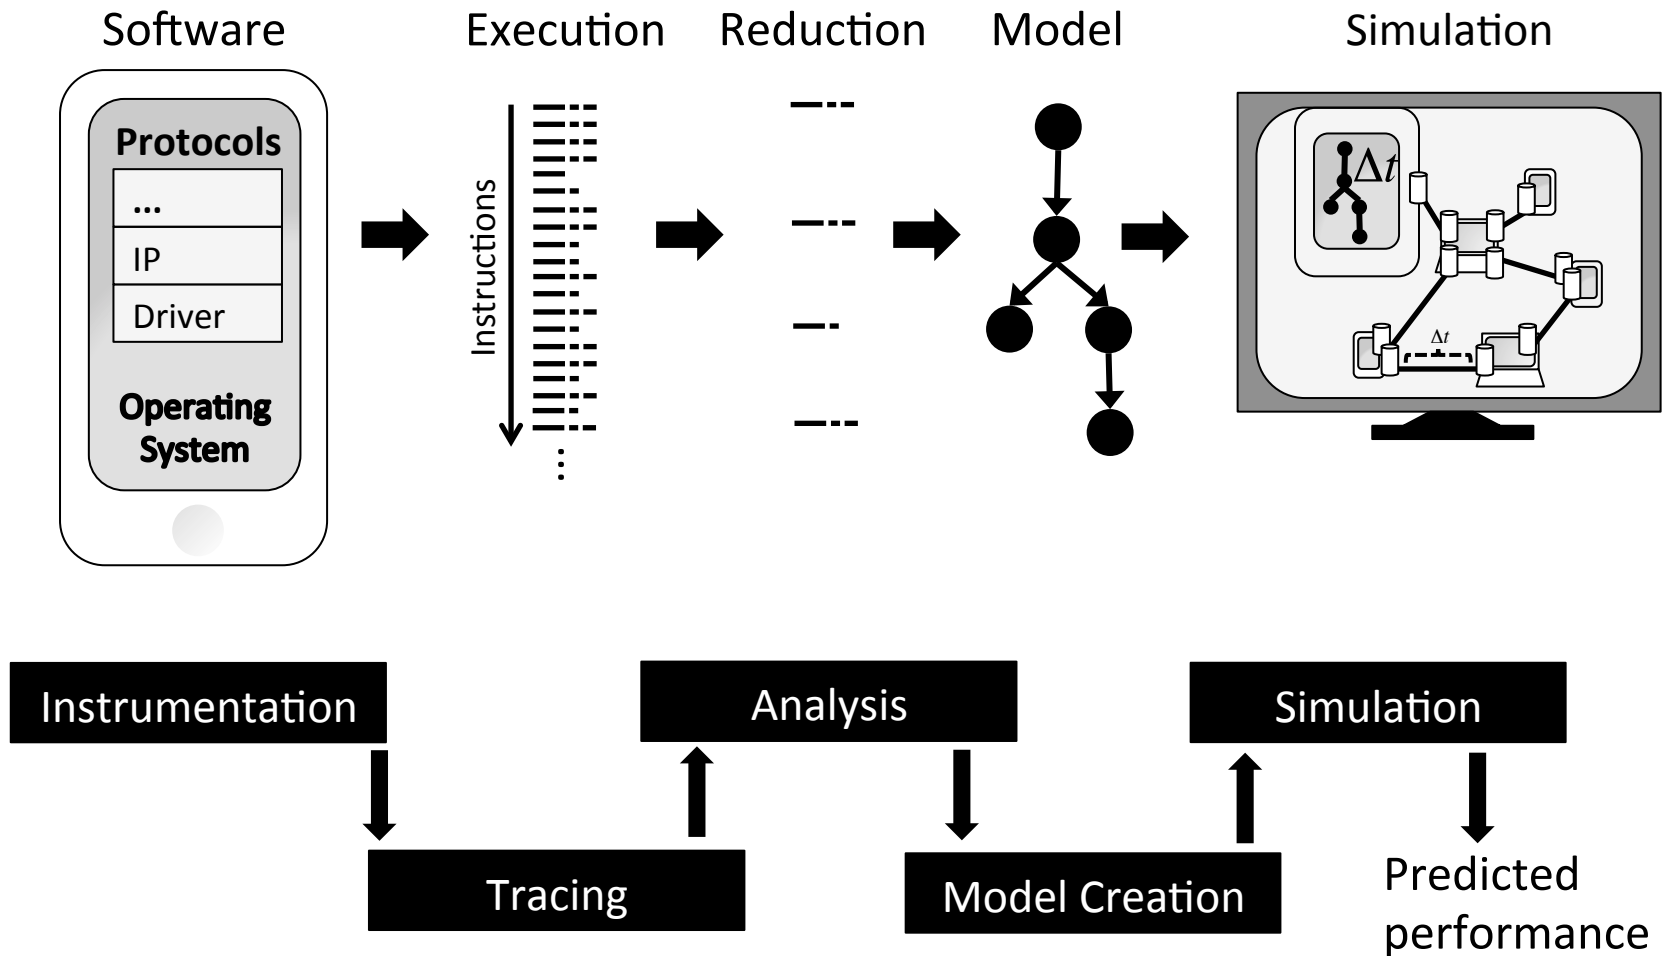 Software
Execution
Reduction
Model
Simulation
Protocols
...
IP
Driver
Operating
System
Instructions
Δt
Δt
Instrumentation
Analysis
Simulation
Tracing
Model Creation
Predicted
performance